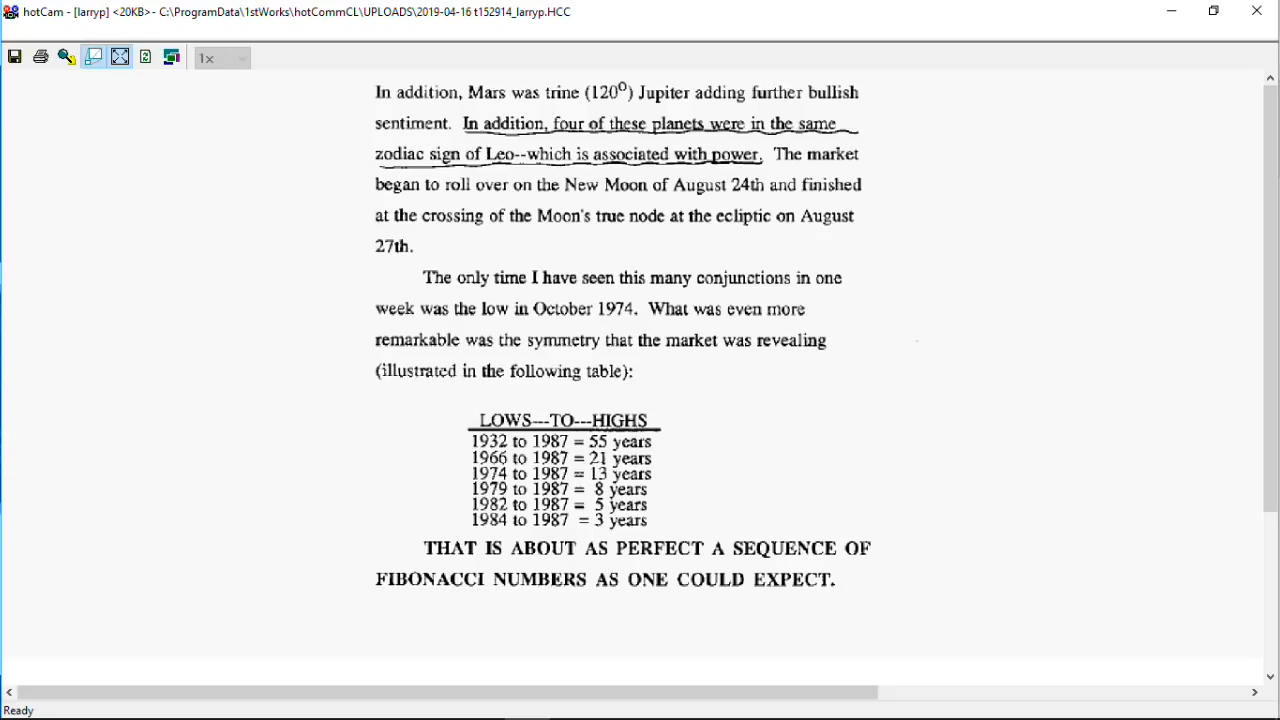 hotCam - [larryp] <20KB>- C:\ProgramData\1stWorks\hotCommCL\UPLOADS\2019-04-16 t152914_larryp.HCC
1x
In addition, Mars was trine (120°) Jupiter adding further bullish
sentiment. In addition, four of these planets were in the same
zodiac sign of Leo--which is associated with power. The market
began to roll over on the New Moon of August 24th and finished
at the crossing of the Moon's true node at the ecliptic on August
27th.
The only time I have seen this many conjunctions in one
week was the low in October 1974. What was even more
remarkable was the symmetry that the market was revealing
(illustrated in the following table):
LOWS---TO---HIGHS
1932 to 1987 = 55 years
1966 to 1987 = 21 years
1974 to 1987 = 13 years
1979 to 1987 = 8 years
1982 to 1987 = 5 years
1984 to 1987 = 3 years
THAT IS ABOUT AS PERFECT A SEQUENCE OF
FIBONACCI NUMBERS AS ONE COULD EXPECT.
Ready